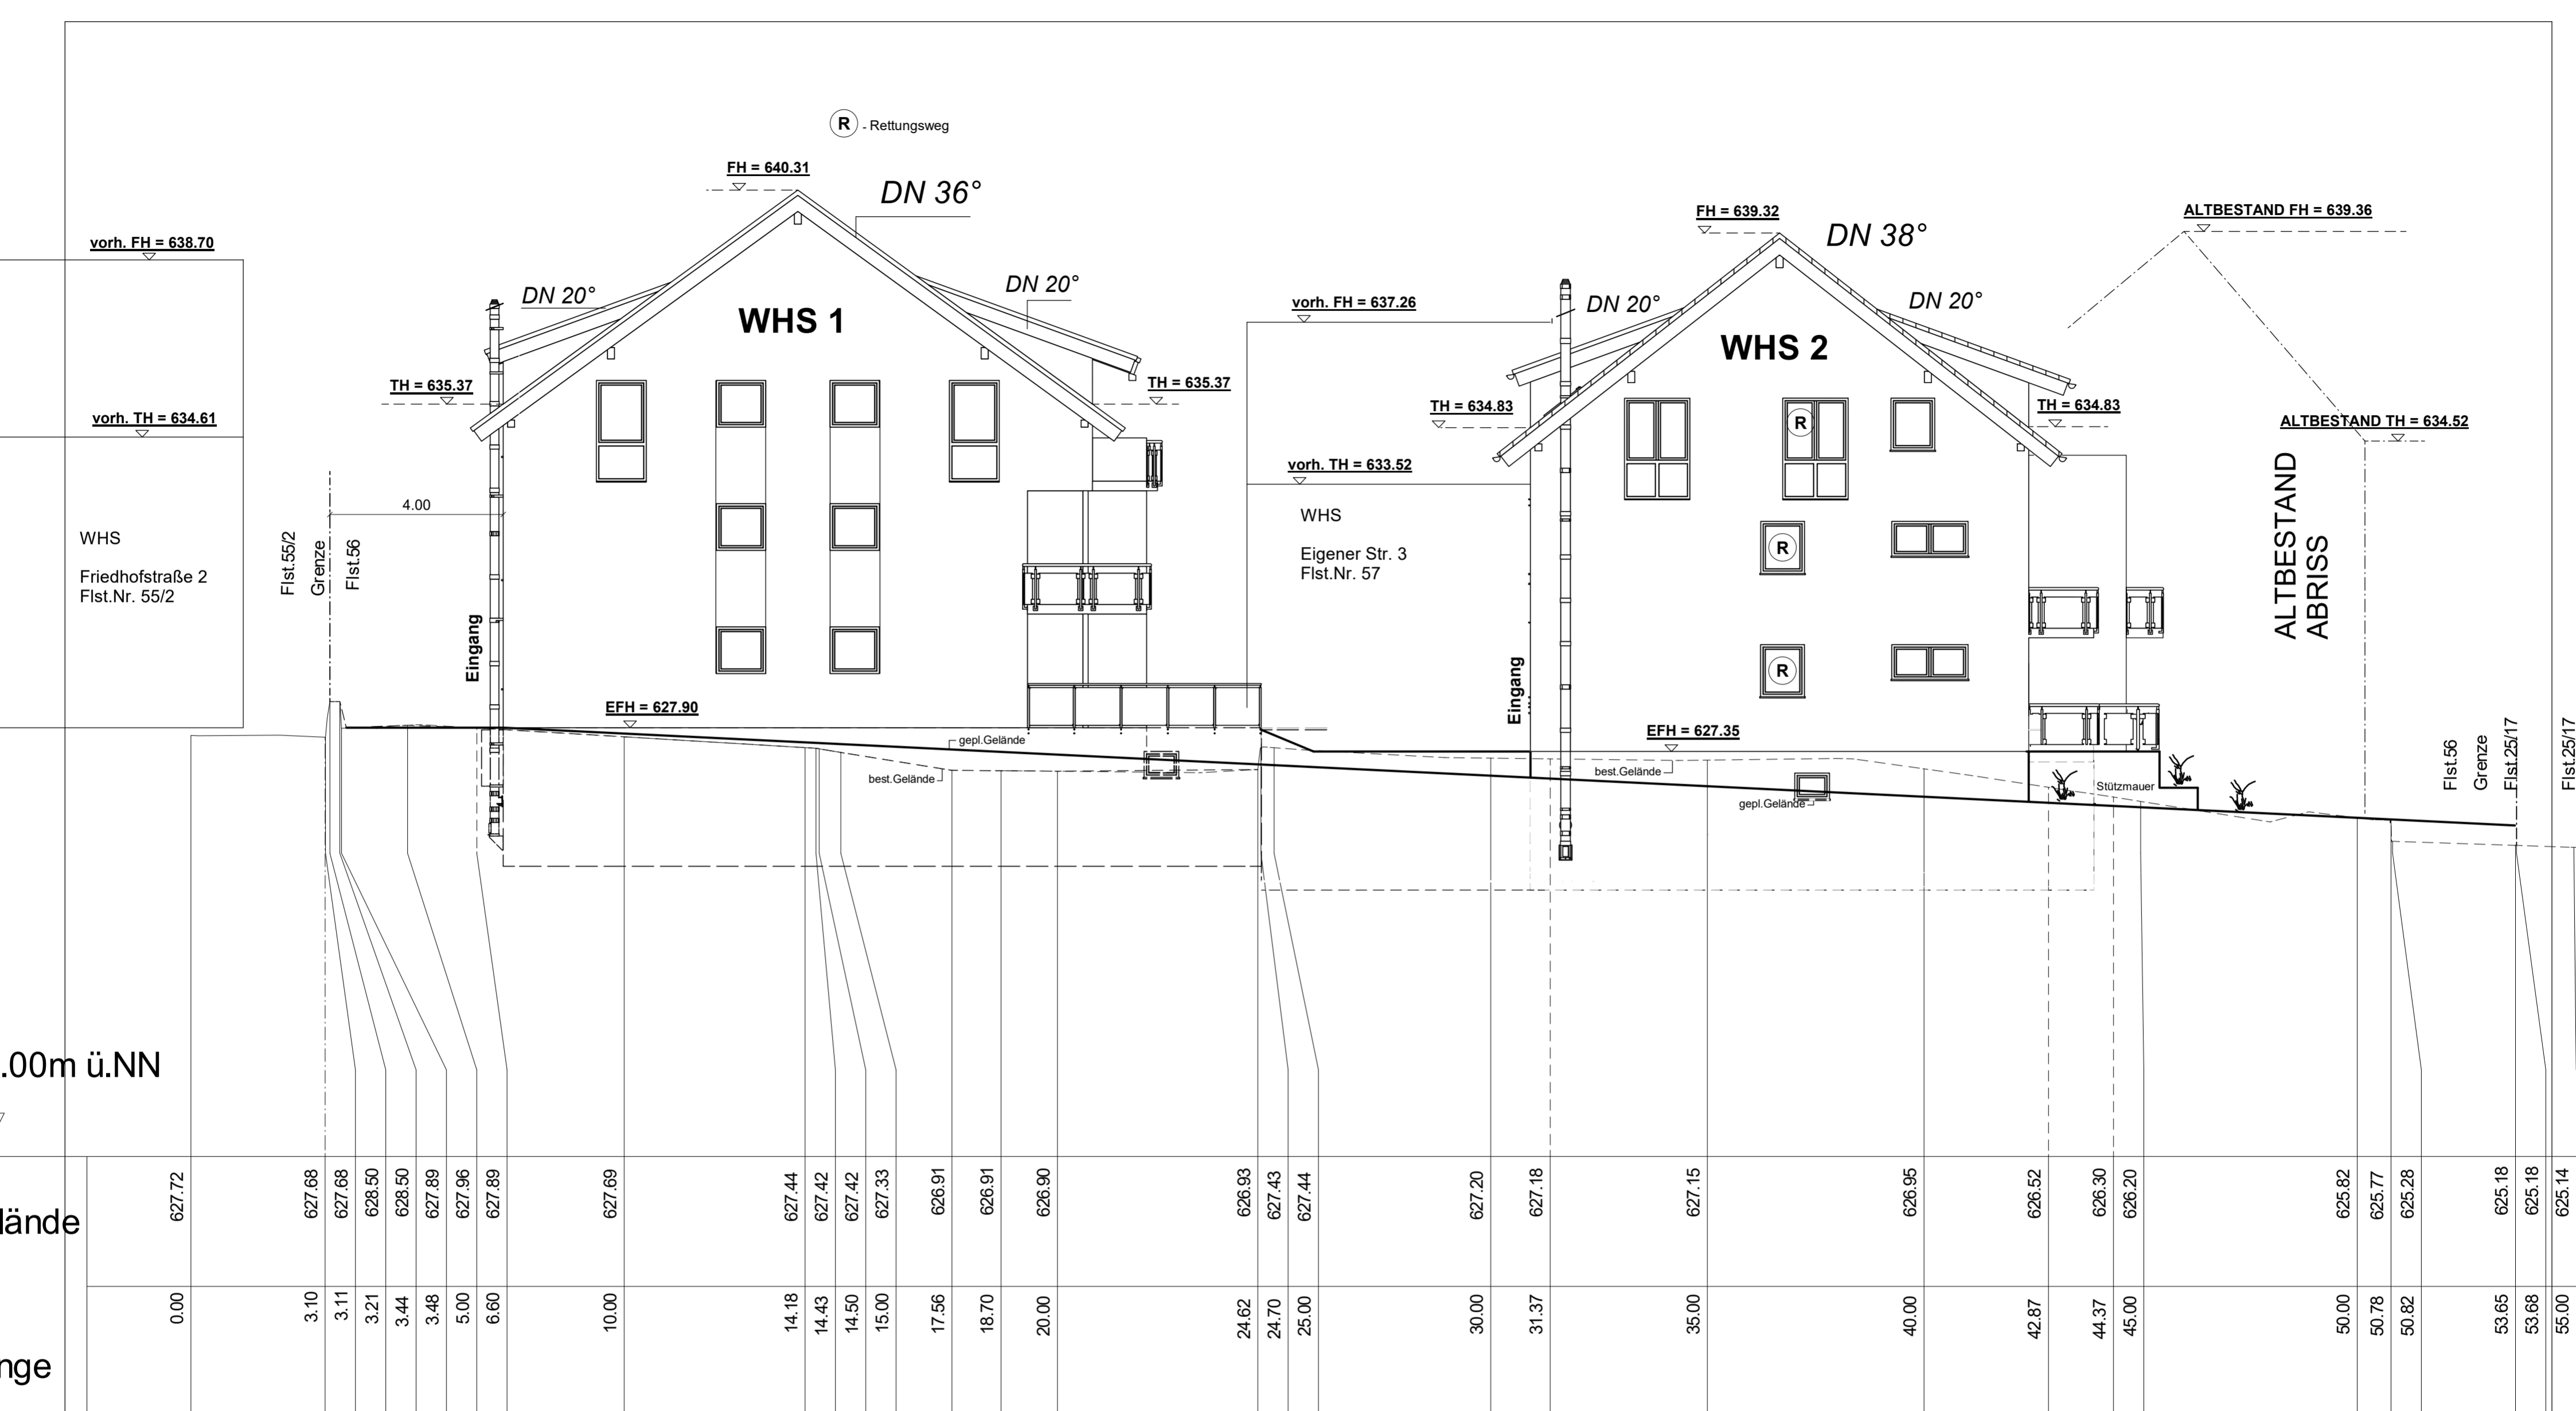 R - Rettungsweg
FH = 640.31
DN 36°
vorh. FH = 638.70
DN 20°
DN 20°
WHS 1
TH = 635.37
TH = 635.37
vorh. TH = 634.61
4.00
WHS
Friedhofstraße 2
Flst.Nr. 55/2
Flst.55/2
Grenze
Flst.56
Eingang
EFH = 627.90
gepl.Gelände
best.Gelände
vorh. FH = 637.26
vorh. TH = 633.52
WHS
Eigener Str. 3
Flst.Nr. 57
FH = 639.32
DN 38°
DN 20°
DN 20°
WHS 2
TH = 634.83
TH = 634.83
R
R
R
Eingang
EFH = 627.35
best.Gelände
gepl.Gelände
Stützmauer
ALTBESTAND FH = 639.36
ALTBESTAND TH = 634.52
ALTBESTAND
ABRISS
Flst.56
Grenze
Flst.25/17
Flst.25/17
.00m ü.NN
lände
627.72
627.68
627.68
628.50
628.50
627.89
627.96
627.89
627.69
627.44
627.42
627.42
627.33
626.91
626.91
626.90
626.93
627.43
627.44
627.20
627.18
627.15
626.95
626.52
626.30
626.20
625.82
625.77
625.28
625.18
625.18
625.14
nge
0.00
3.10
3.11
3.21
3.44
3.48
5.00
6.60
10.00
14.18
14.43
14.50
15.00
17.56
18.70
20.00
24.62
24.70
25.00
30.00
31.37
35.00
40.00
42.87
44.37
45.00
50.00
50.78
50.82
53.65
53.68
55.00